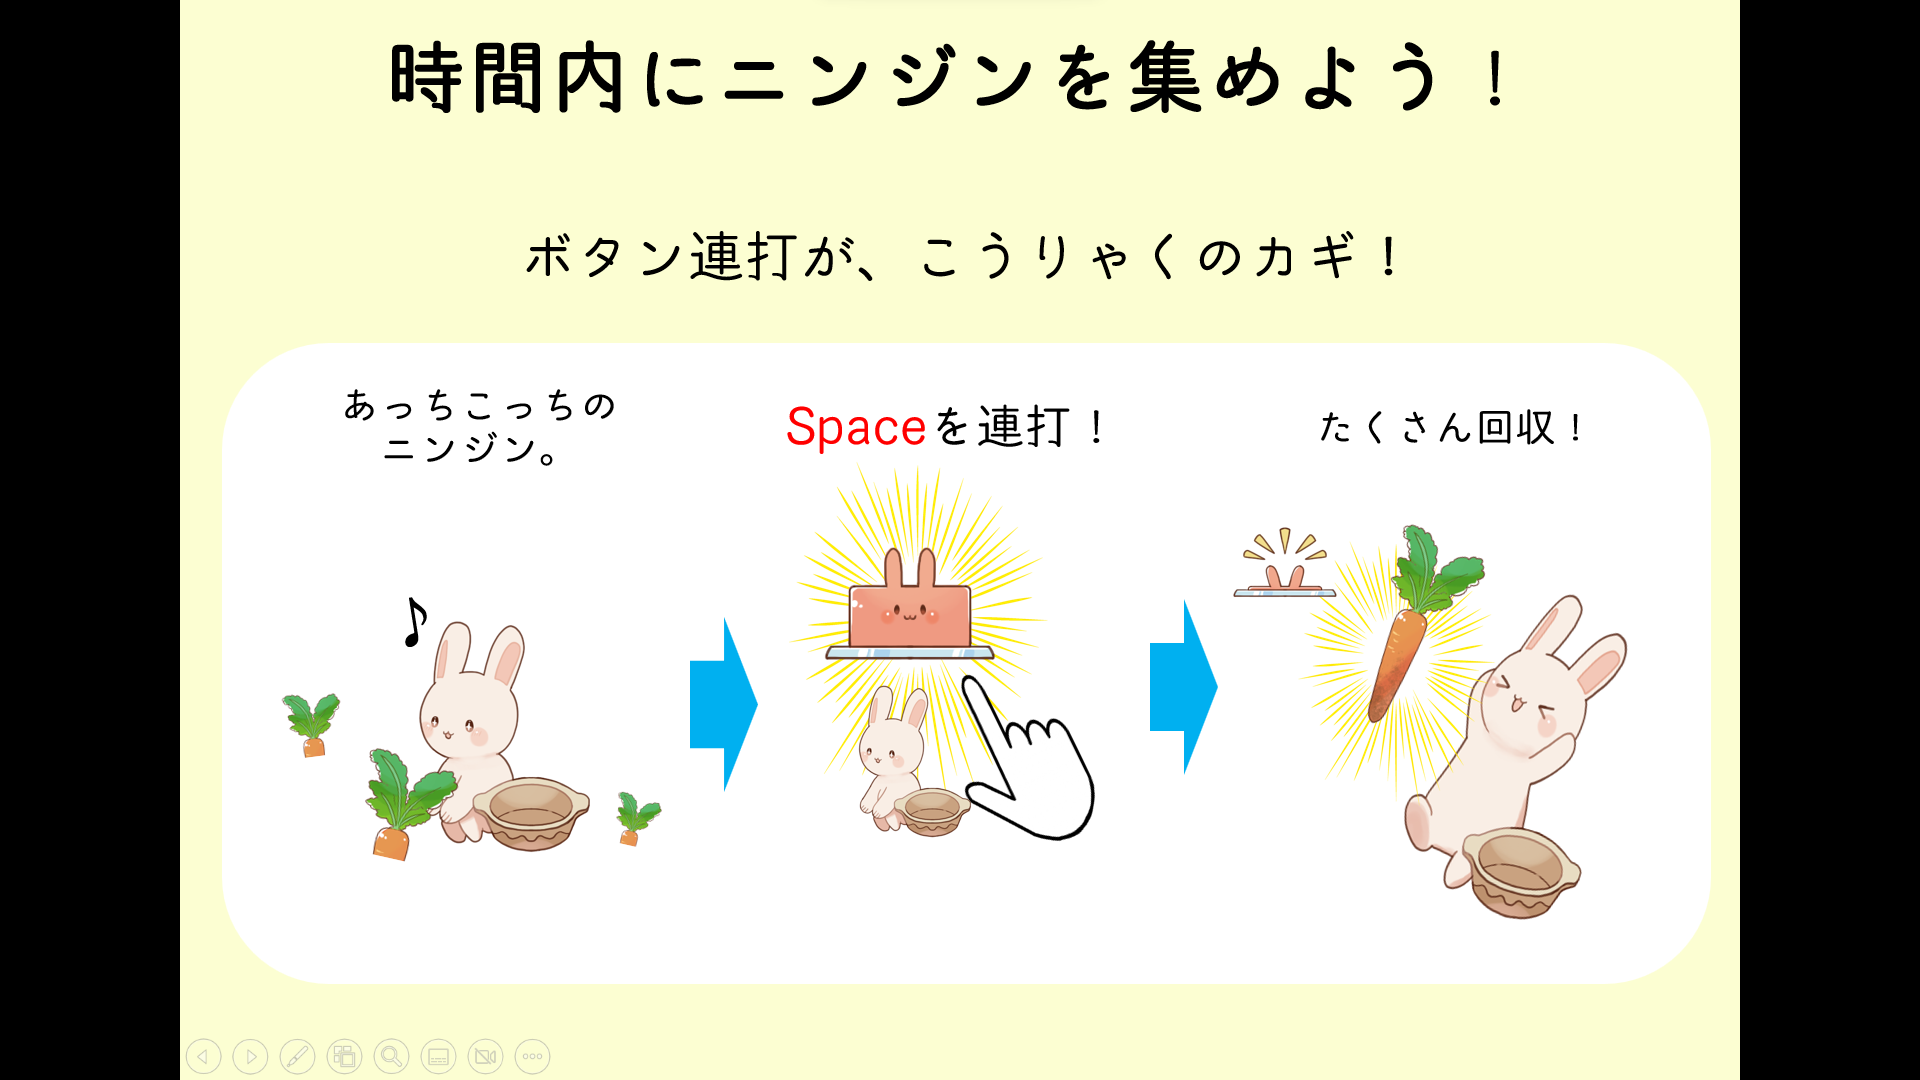 時間内にニンジンを集めよう！
ボタン連打が、こうりゃくのカギ！
あっちこっちの
ニンジン。
Spaceを連打！
たくさん回収！